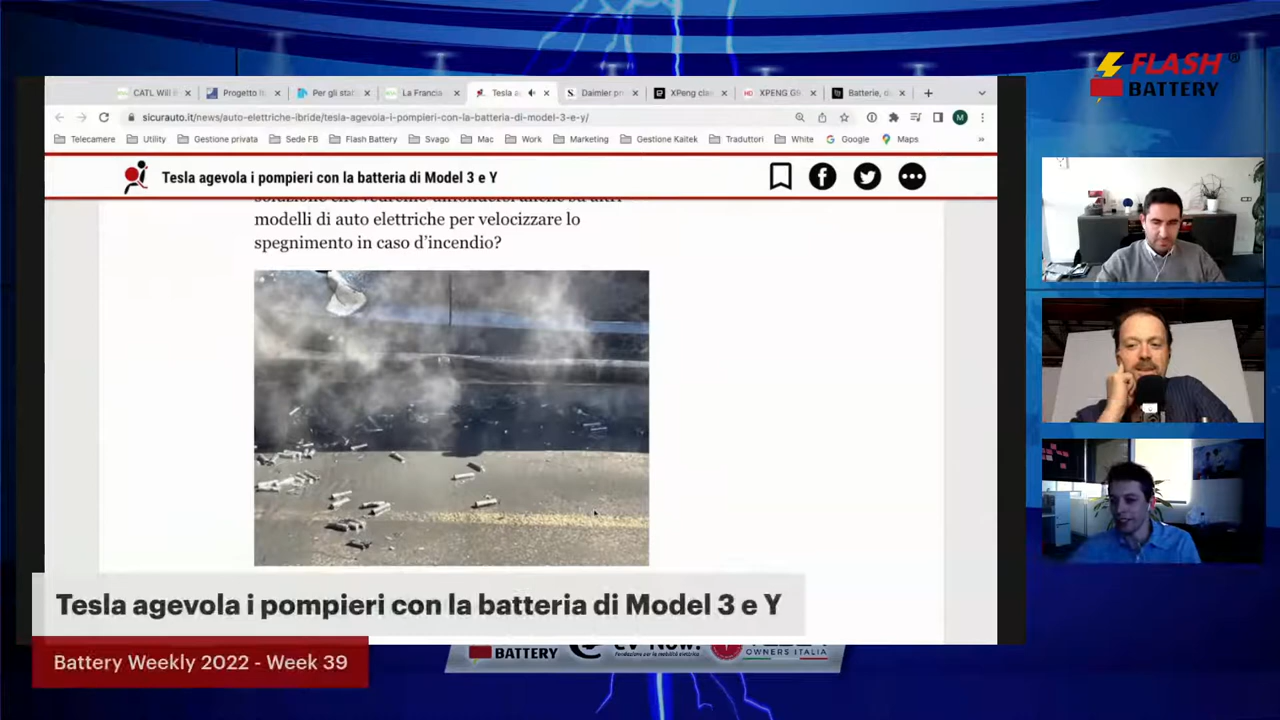 FLASH
BATTERY
CATL Will
Progetto
Per gli
La Francia
Tesla
Daimler
XPeng
XPENG
Batterie,
sicurauto.it/news/auto-elettriche-ibride/tesla-agevola-i-pompieri-con-la-batteria-di-model-3-e-y/
Telecamere
Utility
Gestione privata
Sede FB
Flash Battery
Svago
Mac
Work
Marketing
Gestione Kaitek
Traduttori
White
Google
Maps
Tesla agevola i pompieri con la batteria di Model 3 e Y
modelli di auto elettriche per velocizzare lo
spegnimento in caso d'incendio?
Tesla agevola i pompieri con la batteria di Model 3 e Y
BATTERY
OWNERS ITALIA
Battery Weekly 2022 - Week 39